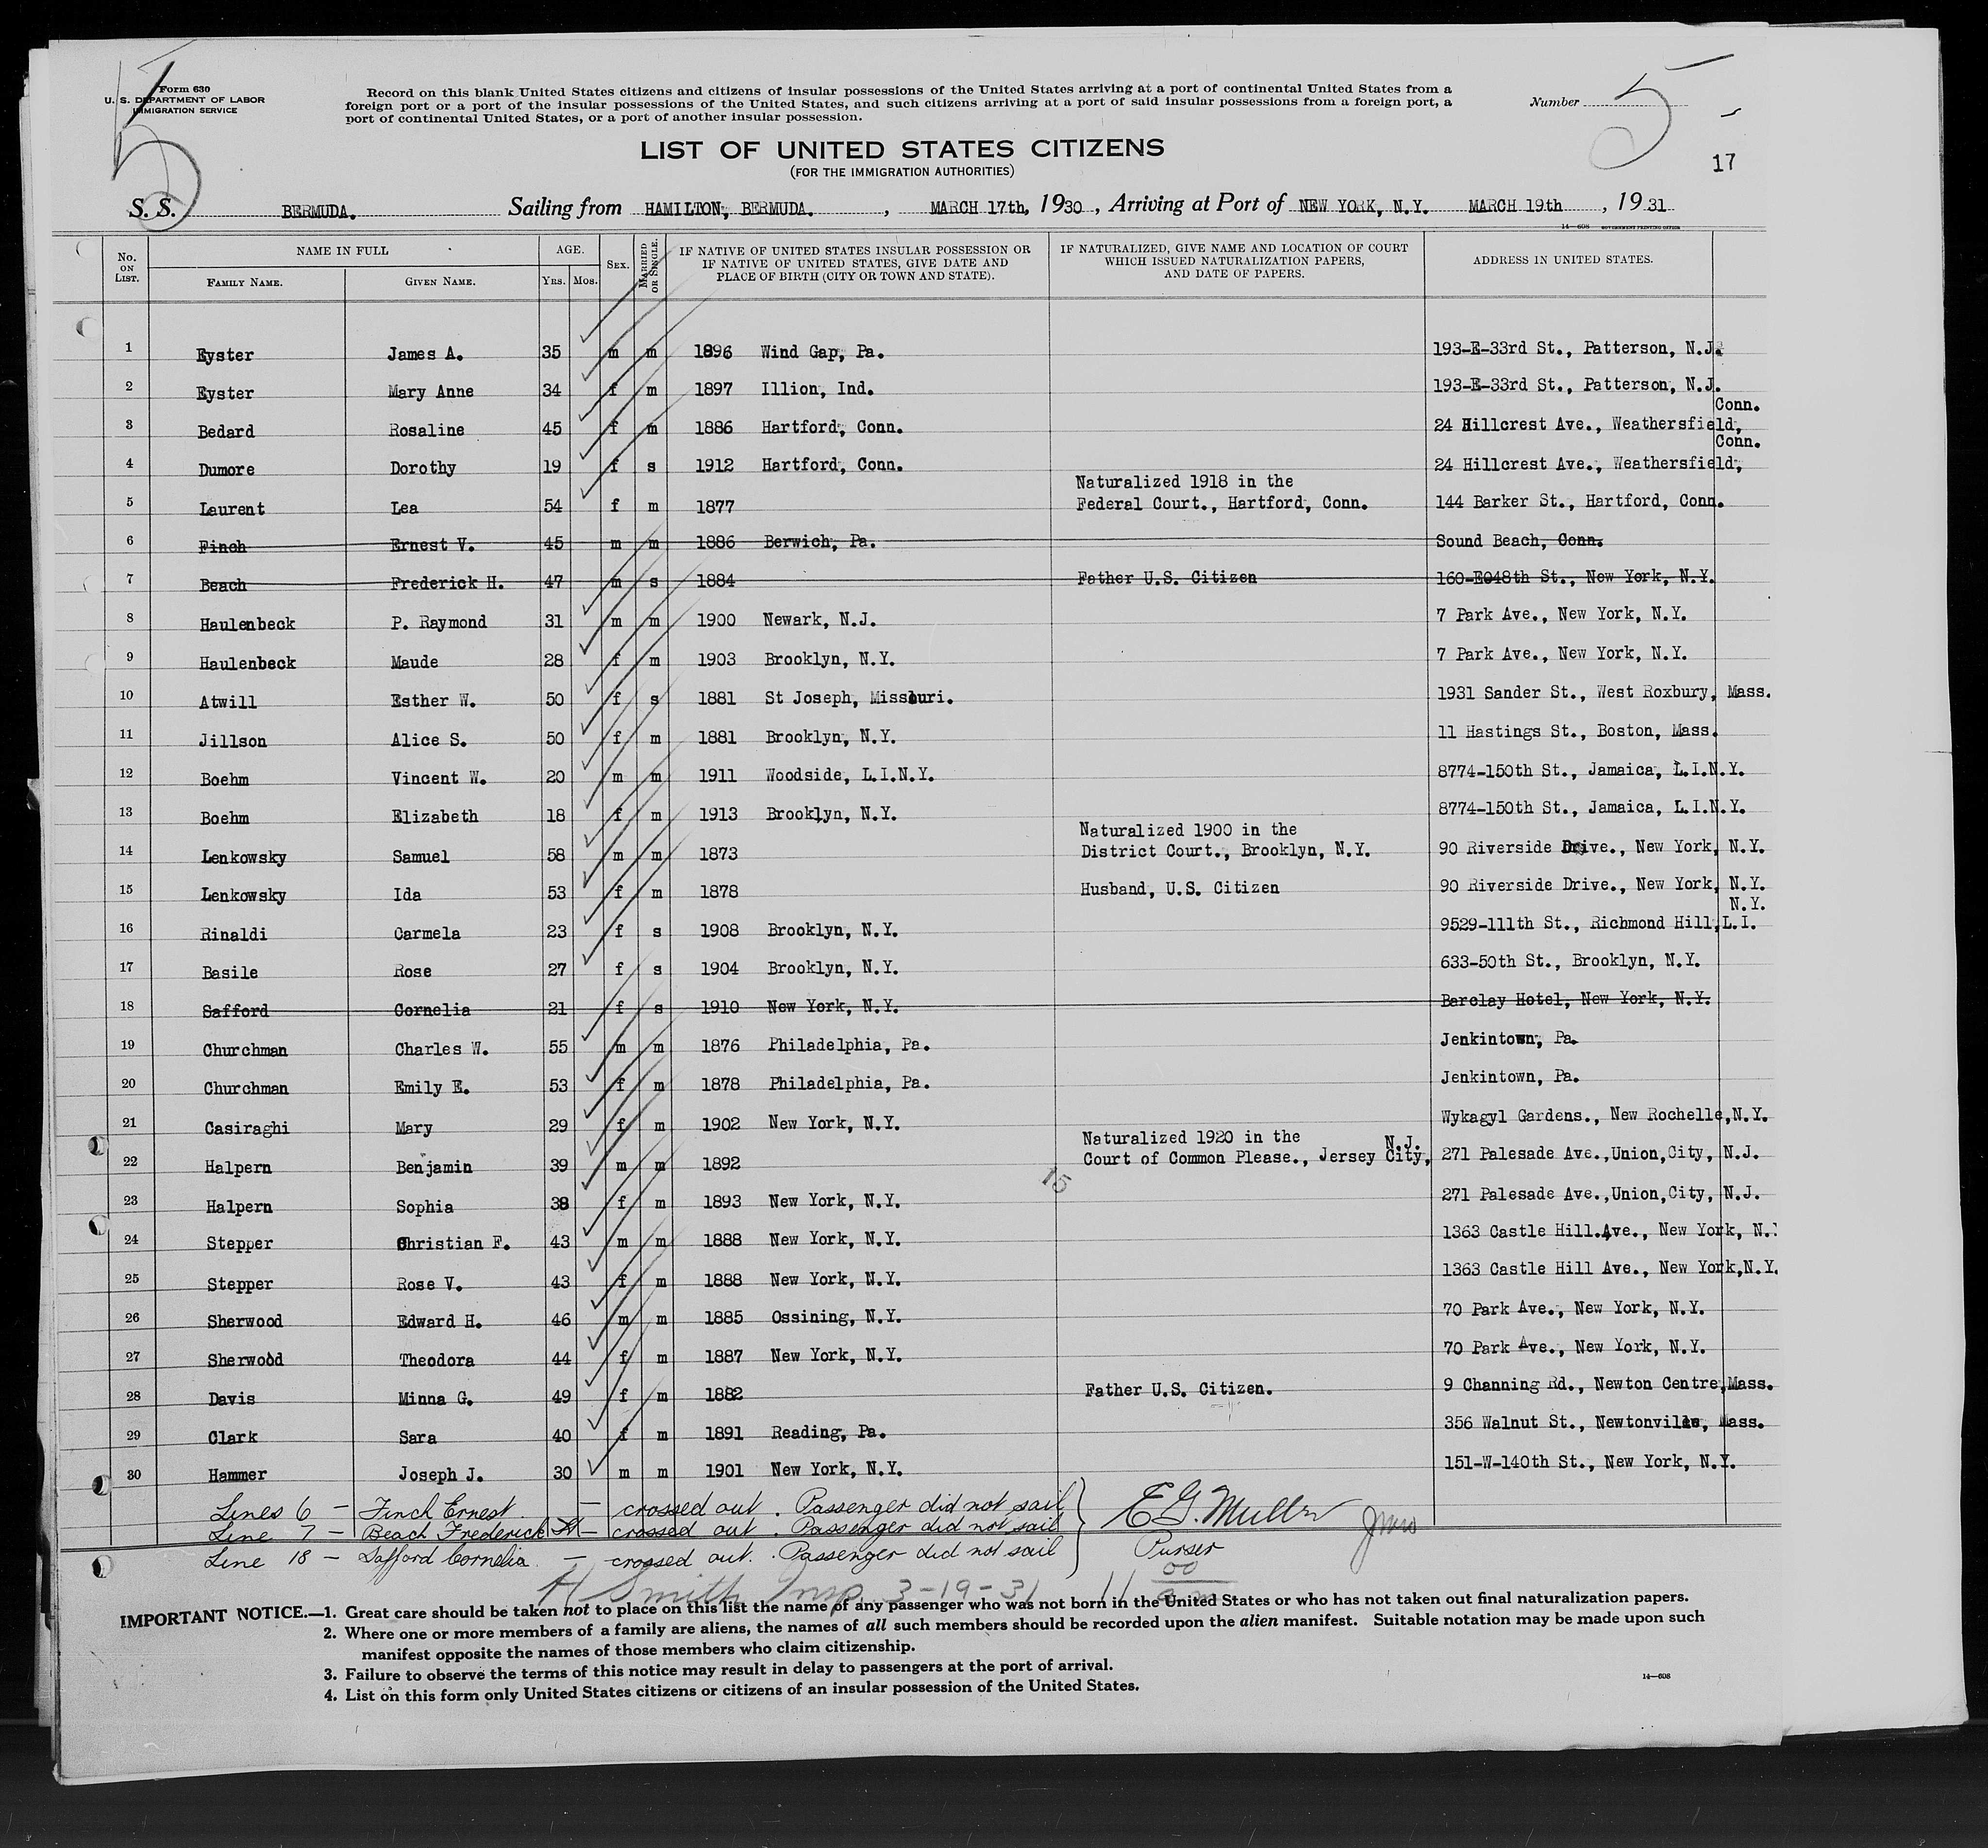 Form 630
U. S. DEPARTMENT OF LABOR
IMMIGRATION SERVICE
Record on this blank United States citizens and citizens of insular possessions of the United States arriving at a port of continental United States from a
foreign port or a port of the insular possessions of the United States, and such citizens arriving at a port of said insular possessions from a foreign port, a
port of continental United States, or a port of another insular possession.
Number 5
5
17
LIST OF UNITED STATES CITIZENS
(FOR THE IMMIGRATION AUTHORITIES)
S. S. BERMUDA. Sailing from HAMILTON, BERMUDA. , MARCH 17th, 1930 , Arriving at Port of NEW YORK, N.Y. MARCH 19th , 1931
14—608 GOVERNMENT PRINTING OFFICE
No. ON LIST. NAME IN FULL FAMILY NAME. GIVEN NAME. AGE. YRS. MOS. SEX. MARRIED OR SINGLE. IF NATIVE OF UNITED STATES INSULAR POSSESSION OR IF NATIVE OF UNITED STATES, GIVE DATE AND PLACE OF BIRTH (CITY OR TOWN AND STATE). IF NATURALIZED, GIVE NAME AND LOCATION OF COURT WHICH ISSUED NATURALIZATION PAPERS, AND DATE OF PAPERS. ADDRESS IN UNITED STATES.
1 Eyster James A. 35 m m 1896 Wind Gap, Pa. 193-E-33rd St., Patterson, N.J.
2 Eyster Mary Anne 34 f m 1897 Illion, Ind. 193-E-33rd St., Patterson, N.J.
3 Bedard Rosaline 45 f m 1886 Hartford, Conn. 24 Hillcrest Ave., Weathersfield, Conn.
4 Dumore Dorothy 19 f s 1912 Hartford, Conn. 24 Hillcrest Ave., Weathersfield, Conn.
5 Laurent Lea 54 f m 1877 Naturalized 1918 in the Federal Court., Hartford, Conn. 144 Barker St., Hartford, Conn.
6 Finch Ernest V. 45 m m 1886 Berwich, Pa. Sound Beach, Conn.
7 Beach Frederick H. 47 m s 1884 Father U.S. Citizen 160-E048th St., New York, N.Y.
8 Haulenbeck P. Raymond 31 m m 1900 Newark, N.J. 7 Park Ave., New York, N.Y.
9 Haulenbeck Maude 28 f m 1903 Brooklyn, N.Y. 7 Park Ave., New York, N.Y.
10 Atwill Esther W. 50 f s 1881 St Joseph, Missouri. 1931 Sander St., West Roxbury, Mass.
11 Jillson Alice S. 50 f m 1881 Brooklyn, N.Y. 11 Hastings St., Boston, Mass.
12 Boehm Vincent W. 20 m m 1911 Woodside, L.I.N.Y. 8774-150th St., Jamaica, L.I.N.Y.
13 Boehm Elizabeth 18 f m 1913 Brooklyn, N.Y. 8774-150th St., Jamaica, L.I.N.Y.
14 Lenkowsky Samuel 58 m m 1873 Naturalized 1900 in the District Court., Brooklyn, N.Y. 90 Riverside Drive., New York, N.Y.
15 Lenkowsky Ida 53 f m 1878 Husband, U.S. Citizen 90 Riverside Drive., New York, N.Y.
16 Rinaldi Carmela 23 f s 1908 Brooklyn, N.Y. 9529-111th St., Richmond Hill, L.I. N.Y.
17 Basile Rose 27 f s 1904 Brooklyn, N.Y. 633-50th St., Brooklyn, N.Y.
18 Safford Cornelia 21 f s 1910 New York, N.Y. Barclay Hotel, New York, N.Y.
19 Churchman Charles W. 55 m m 1876 Philadelphia, Pa. Jenkintown, Pa.
20 Churchman Emily E. 53 f m 1878 Philadelphia, Pa. Jenkintown, Pa.
21 Casiraghi Mary 29 f m 1902 New York, N.Y. Wykagyl Gardens., New Rochelle, N.Y.
22 Halpern Benjamin 39 m m 1892 Naturalized 1920 in the Court of Common Please., Jersey City, N.J. 271 Palesade Ave.,Union,City, N.J.
15
23 Halpern Sophia 38 f m 1893 New York, N.Y. 271 Palesade Ave.,Union,City, N.J.
24 Stepper Christian F. 43 m m 1888 New York, N.Y. 1363 Castle Hill.Ave., New York, N.Y
25 Stepper Rose V. 43 f m 1888 New York, N.Y. 1363 Castle Hill Ave., New York,N.Y.
26 Sherwood Edward H. 46 m m 1885 Ossining, N.Y. 70 Park Ave., New York, N.Y.
27 Sherwood Theodora 44 f m 1887 New York, N.Y. 70 Park Ave., New York, N.Y.
28 Davis Minna G. 49 f m 1882 Father U.S. Citizen. 9 Channing Rd., Newton Centre,Mass.
29 Clark Sara 40 f m 1891 Reading, Pa. 356 Walnut St., Newtonville, Mass.
30 Hammer Joseph J. 30 m m 1901 New York, N.Y. 151-W-140th St., New York, N.Y.
Lines 6 - Finch Ernest. - crossed out. Passenger did not sail
Line 7 - Beach Frederick H - crossed out. Passenger did not sail
Line 18 - Safford Cornelia. - crossed out. Passenger did not sail
E G. Muller
Purser
H Smith Insp. 3-19-31 11 00 a m
IMPORTANT NOTICE.—1. Great care should be taken not to place on this list the name of any passenger who was not born in the United States or who has not taken out final naturalization papers.
2. Where one or more members of a family are aliens, the names of all such members should be recorded upon the alien manifest. Suitable notation may be made upon such
manifest opposite the names of those members who claim citizenship.
3. Failure to observe the terms of this notice may result in delay to passengers at the port of arrival.
4. List on this form only United States citizens or citizens of an insular possession of the United States.
14—608